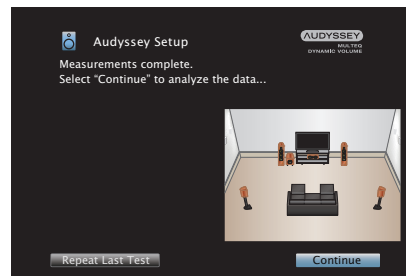 Audyssey Setup
AUDYSSEY
MULTEQ
DYNAMIC VOLUME
Measurements complete.
Select “Continue” to analyze the data...
Repeat Last Test
Continue